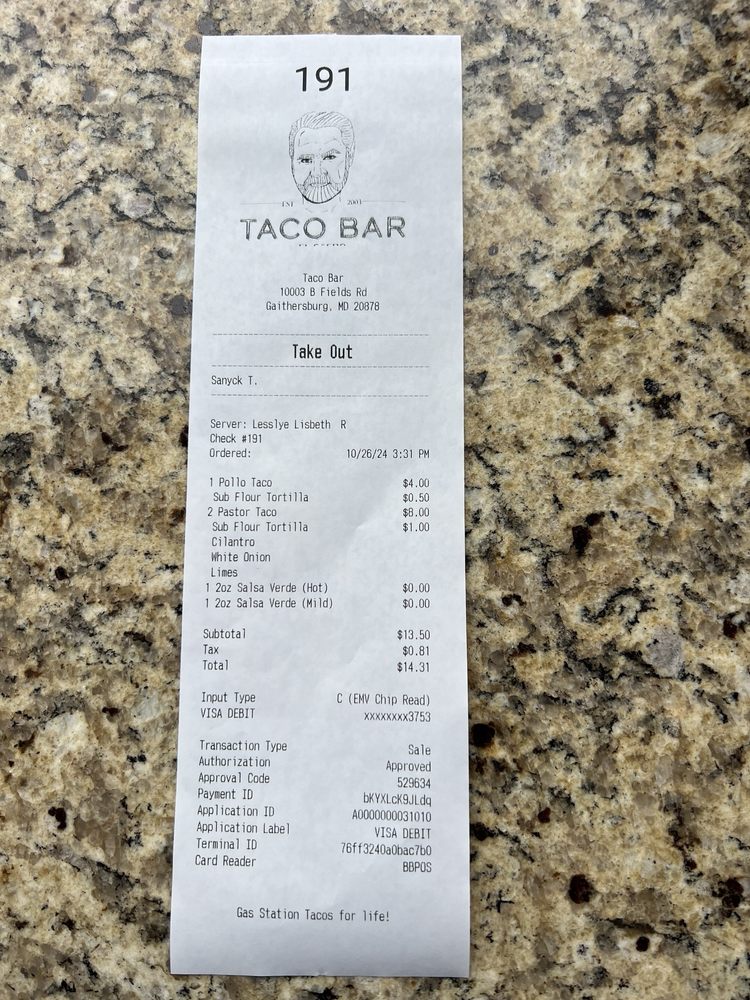 191
EST 2003
TACO BAR
Taco Bar
10003 B Fields Rd
Gaithersburg, MD 20878
Take Out
Sanyck T.
Server: Lesslye Lisbeth R
Check #191
Ordered: 10/26/24 3:31 PM
1 Pollo Taco $4.00
Sub Flour Tortilla $0.50
2 Pastor Taco $8.00
Sub Flour Tortilla $1.00
Cilantro
White Onion
Limes
1 2oz Salsa Verde (Hot) $0.00
1 2oz Salsa Verde (Mild) $0.00
Subtotal $13.50
Tax $0.81
Total $14.31
Input Type C (EMV Chip Read)
VISA DEBIT xxxxxxxx3753
Transaction Type Sale
Authorization Approved
Approval Code 529634
Payment ID bKYXLcK9JLdq
Application ID A0000000031010
Application Label VISA DEBIT
Terminal ID 76ff3240a0bac7b0
Card Reader BBPOS
Gas Station Tacos for life!